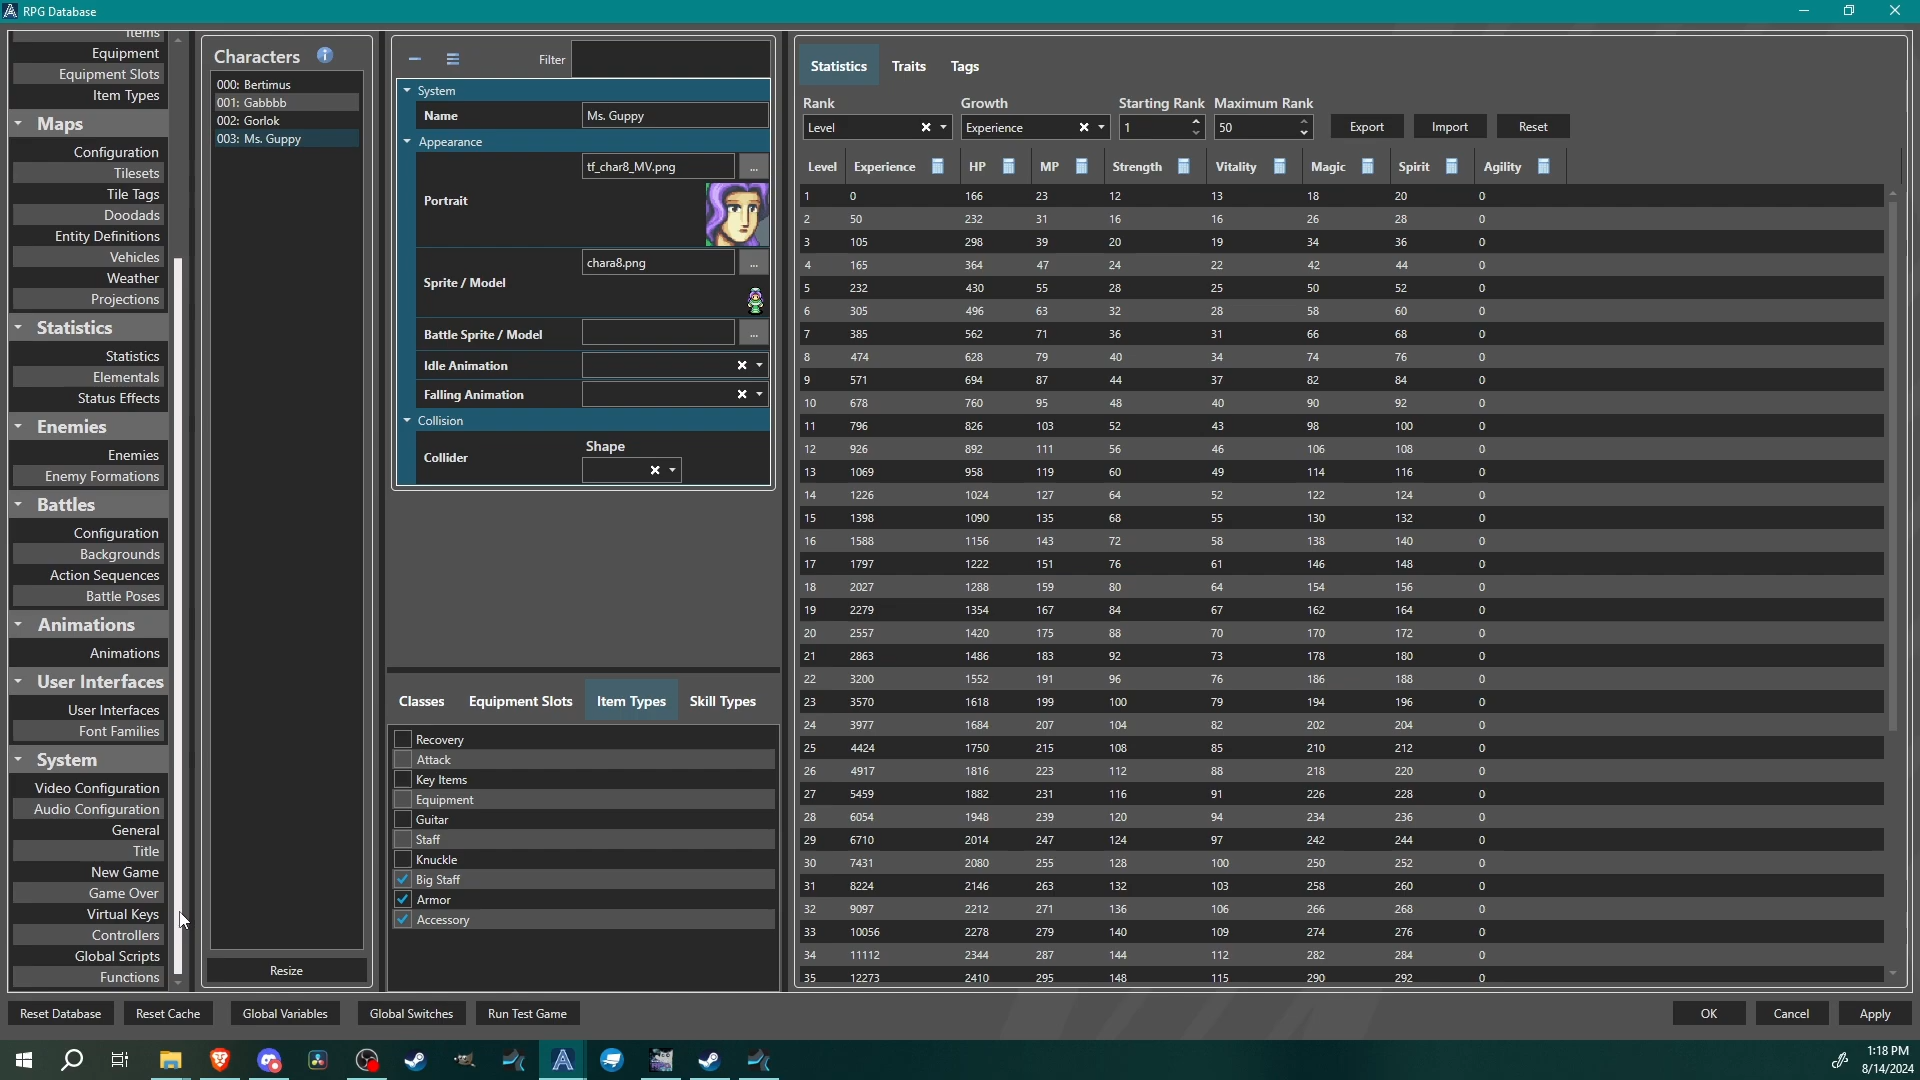 RPG Database
Items
Equipment
Equipment Slots
Item Types
Maps
Configuration
Tilesets
Tile Tags
Doodads
Entity Definitions
Vehicles
Weather
Projections
Statistics
Statistics
Elementals
Status Effects
Enemies
Enemies
Enemy Formations
Battles
Configuration
Backgrounds
Action Sequences
Battle Poses
Animations
Animations
User Interfaces
User Interfaces
Font Families
System
Video Configuration
Audio Configuration
General
Title
New Game
Game Over
Virtual Keys
Controllers
Global Scripts
Functions
Characters
000: Bertimus
001: Gabbbb
002: Gorlok
003: Ms. Guppy
Resize
Filter
System
Name Ms. Guppy
Appearance
Portrait tf_char8_MV.png ...
Sprite / Model chara8.png ...
Battle Sprite / Model ...
Idle Animation
Falling Animation
Collision
Collider Shape
Classes Equipment Slots Item Types Skill Types
Recovery
Attack
Key Items
Equipment
Guitar
Staff
Knuckle
Big Staff
Armor
Accessory
Statistics Traits Tags
Rank Growth Starting Rank Maximum Rank
Level Experience 1 50 Export Import Reset
Level Experience HP MP Strength Vitality Magic Spirit Agility
1 0 166 23 12 13 18 20 0
2 50 232 31 16 16 26 28 0
3 105 298 39 20 19 34 36 0
4 165 364 47 24 22 42 44 0
5 232 430 55 28 25 50 52 0
6 305 496 63 32 28 58 60 0
7 385 562 71 36 31 66 68 0
8 474 628 79 40 34 74 76 0
9 571 694 87 44 37 82 84 0
10 678 760 95 48 40 90 92 0
11 796 826 103 52 43 98 100 0
12 926 892 111 56 46 106 108 0
13 1069 958 119 60 49 114 116 0
14 1226 1024 127 64 52 122 124 0
15 1398 1090 135 68 55 130 132 0
16 1588 1156 143 72 58 138 140 0
17 1797 1222 151 76 61 146 148 0
18 2027 1288 159 80 64 154 156 0
19 2279 1354 167 84 67 162 164 0
20 2557 1420 175 88 70 170 172 0
21 2863 1486 183 92 73 178 180 0
22 3200 1552 191 96 76 186 188 0
23 3570 1618 199 100 79 194 196 0
24 3977 1684 207 104 82 202 204 0
25 4424 1750 215 108 85 210 212 0
26 4917 1816 223 112 88 218 220 0
27 5459 1882 231 116 91 226 228 0
28 6054 1948 239 120 94 234 236 0
29 6710 2014 247 124 97 242 244 0
30 7431 2080 255 128 100 250 252 0
31 8224 2146 263 132 103 258 260 0
32 9097 2212 271 136 106 266 268 0
33 10056 2278 279 140 109 274 276 0
34 11112 2344 287 144 112 282 284 0
35 12273 2410 295 148 115 290 292 0
Reset Database Reset Cache Global Variables Global Switches Run Test Game OK Cancel Apply
1:18 PM
8/14/2024